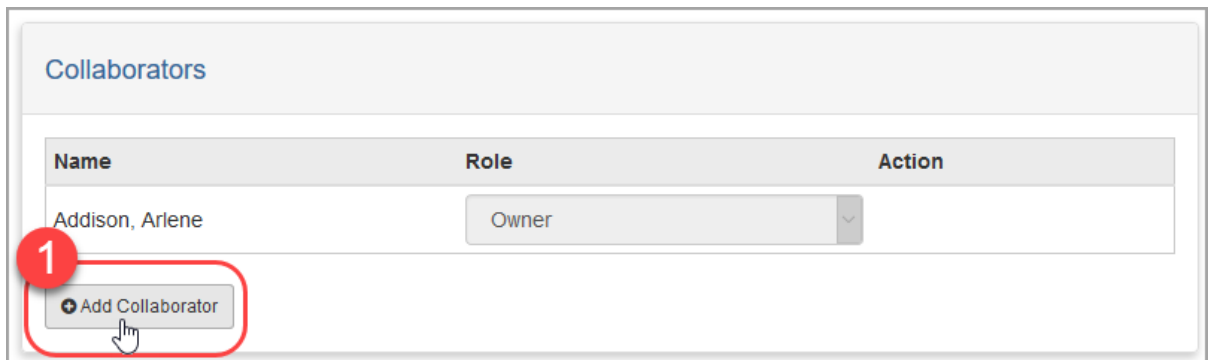 Collaborators
Name Role Action
Addison, Arlene Owner
1
Add Collaborator